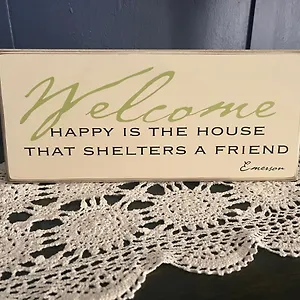 Welcome
HAPPY IS THE HOUSE
THAT SHELTERS A FRIEND
Emerson